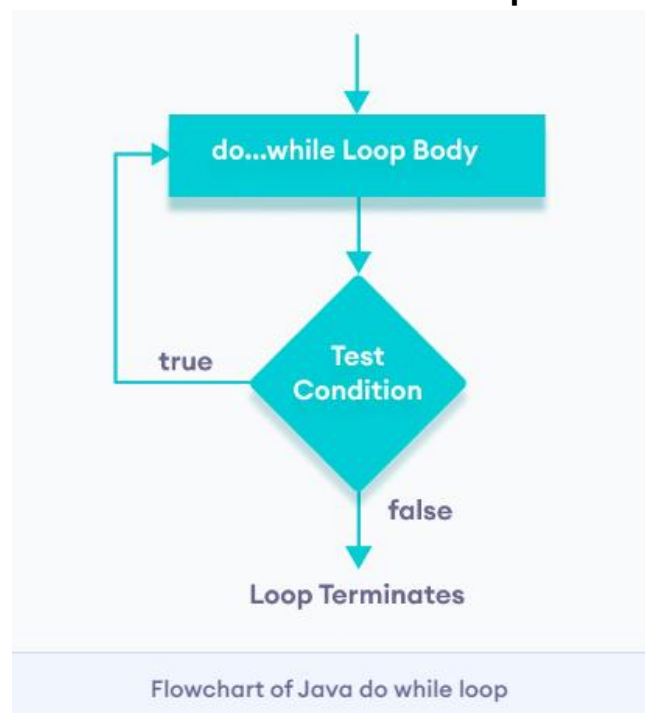 do...while Loop Body
true
Test
Condition
false
Loop Terminates
Flowchart of Java do while loop